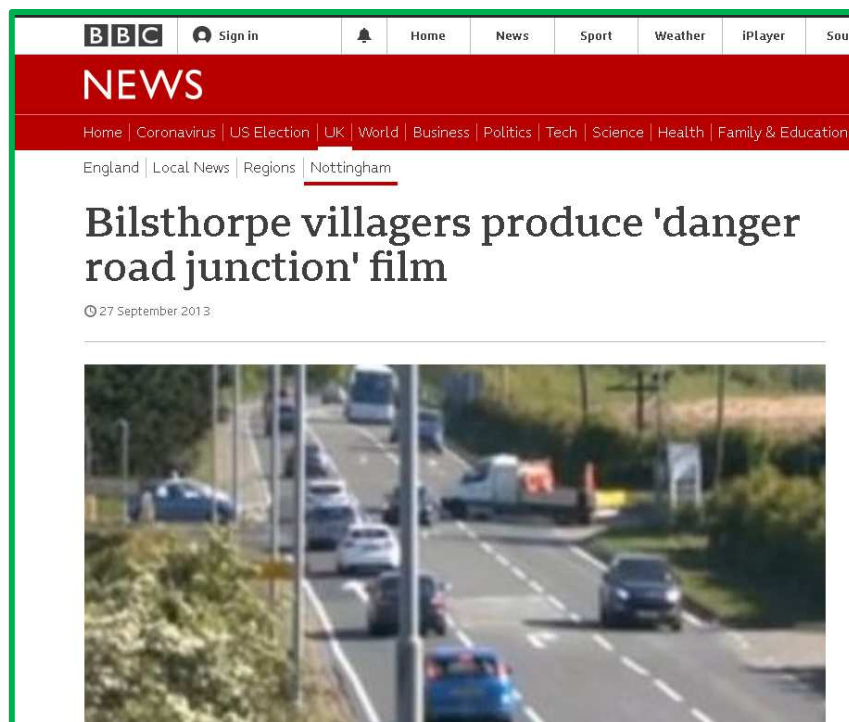 BBC Sign in Home News Sport Weather iPlayer Sou
NEWS
Home Coronavirus US Election UK World Business Politics Tech Science Health Family & Education
England Local News Regions Nottingham
Bilsthorpe villagers produce 'danger
road junction' film
27 September 2013